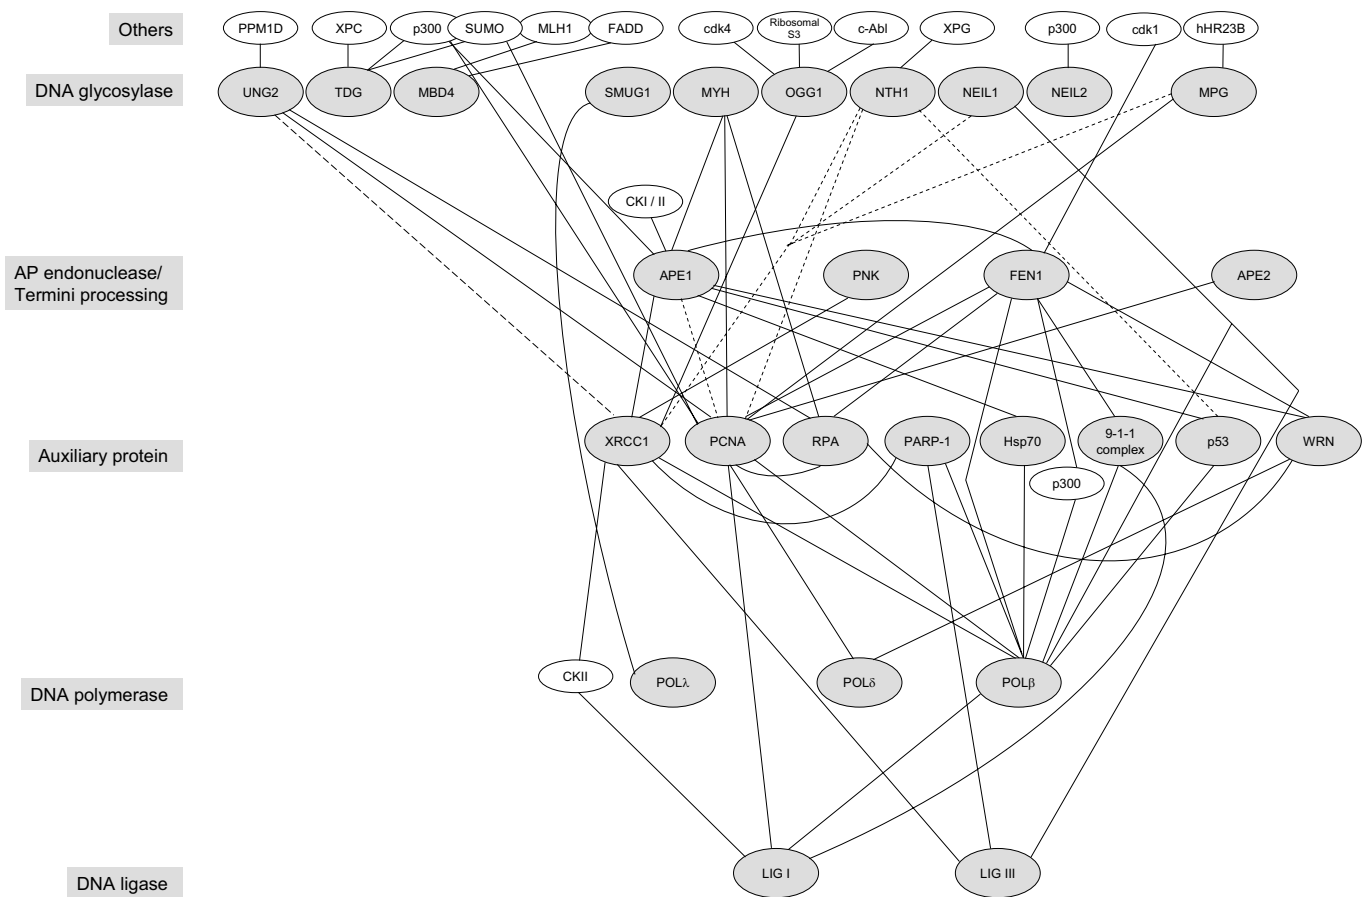 Others
PPM1D
XPC
p300
SUMO
MLH1
FADD
cdk4
Ribosomal
S3
c-Abl
XPG
p300
cdk1
hHR23B
DNA glycosylase
UNG2
TDG
MBD4
SMUG1
MYH
OGG1
NTH1
NEIL1
NEIL2
MPG
CKI / II
AP endonuclease/
Termini processing
APE1
PNK
FEN1
APE2
Auxiliary protein
XRCC1
PCNA
RPA
PARP-1
Hsp70
9-1-1
complex
p53
WRN
p300
DNA polymerase
CKII
POLλ
POLδ
POLβ
DNA ligase
LIG I
LIG III